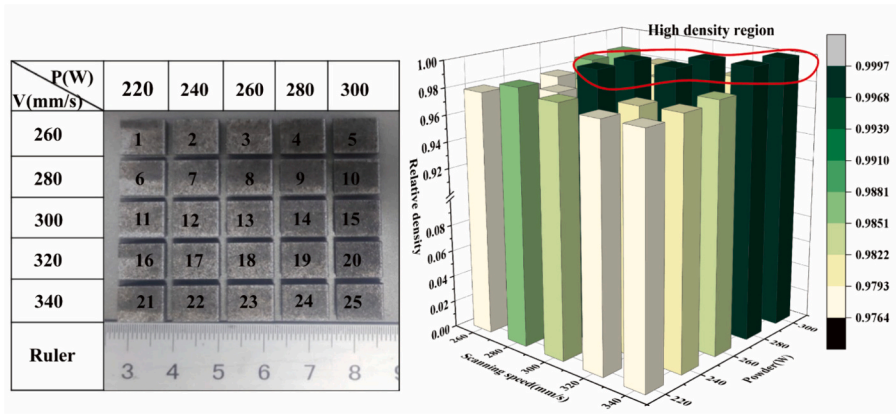 P(W)
V(mm/s)
220 240 260 280 300
260 1 2 3 4 5
280 6 7 8 9 10
300 11 12 13 14 15
320 16 17 18 19 20
340 21 22 23 24 25
Ruler
3 4 5 6 7 8
High density region
Relative density
1.00
0.98
0.96
0.94
0.92
0.08
0.06
0.04
0.02
0.00
260 280 300 320 340
Scanning speed(mm/s)
220 240 260 280 300
Powder(W)
0.9997
0.9968
0.9939
0.9910
0.9881
0.9851
0.9822
0.9793
0.9764